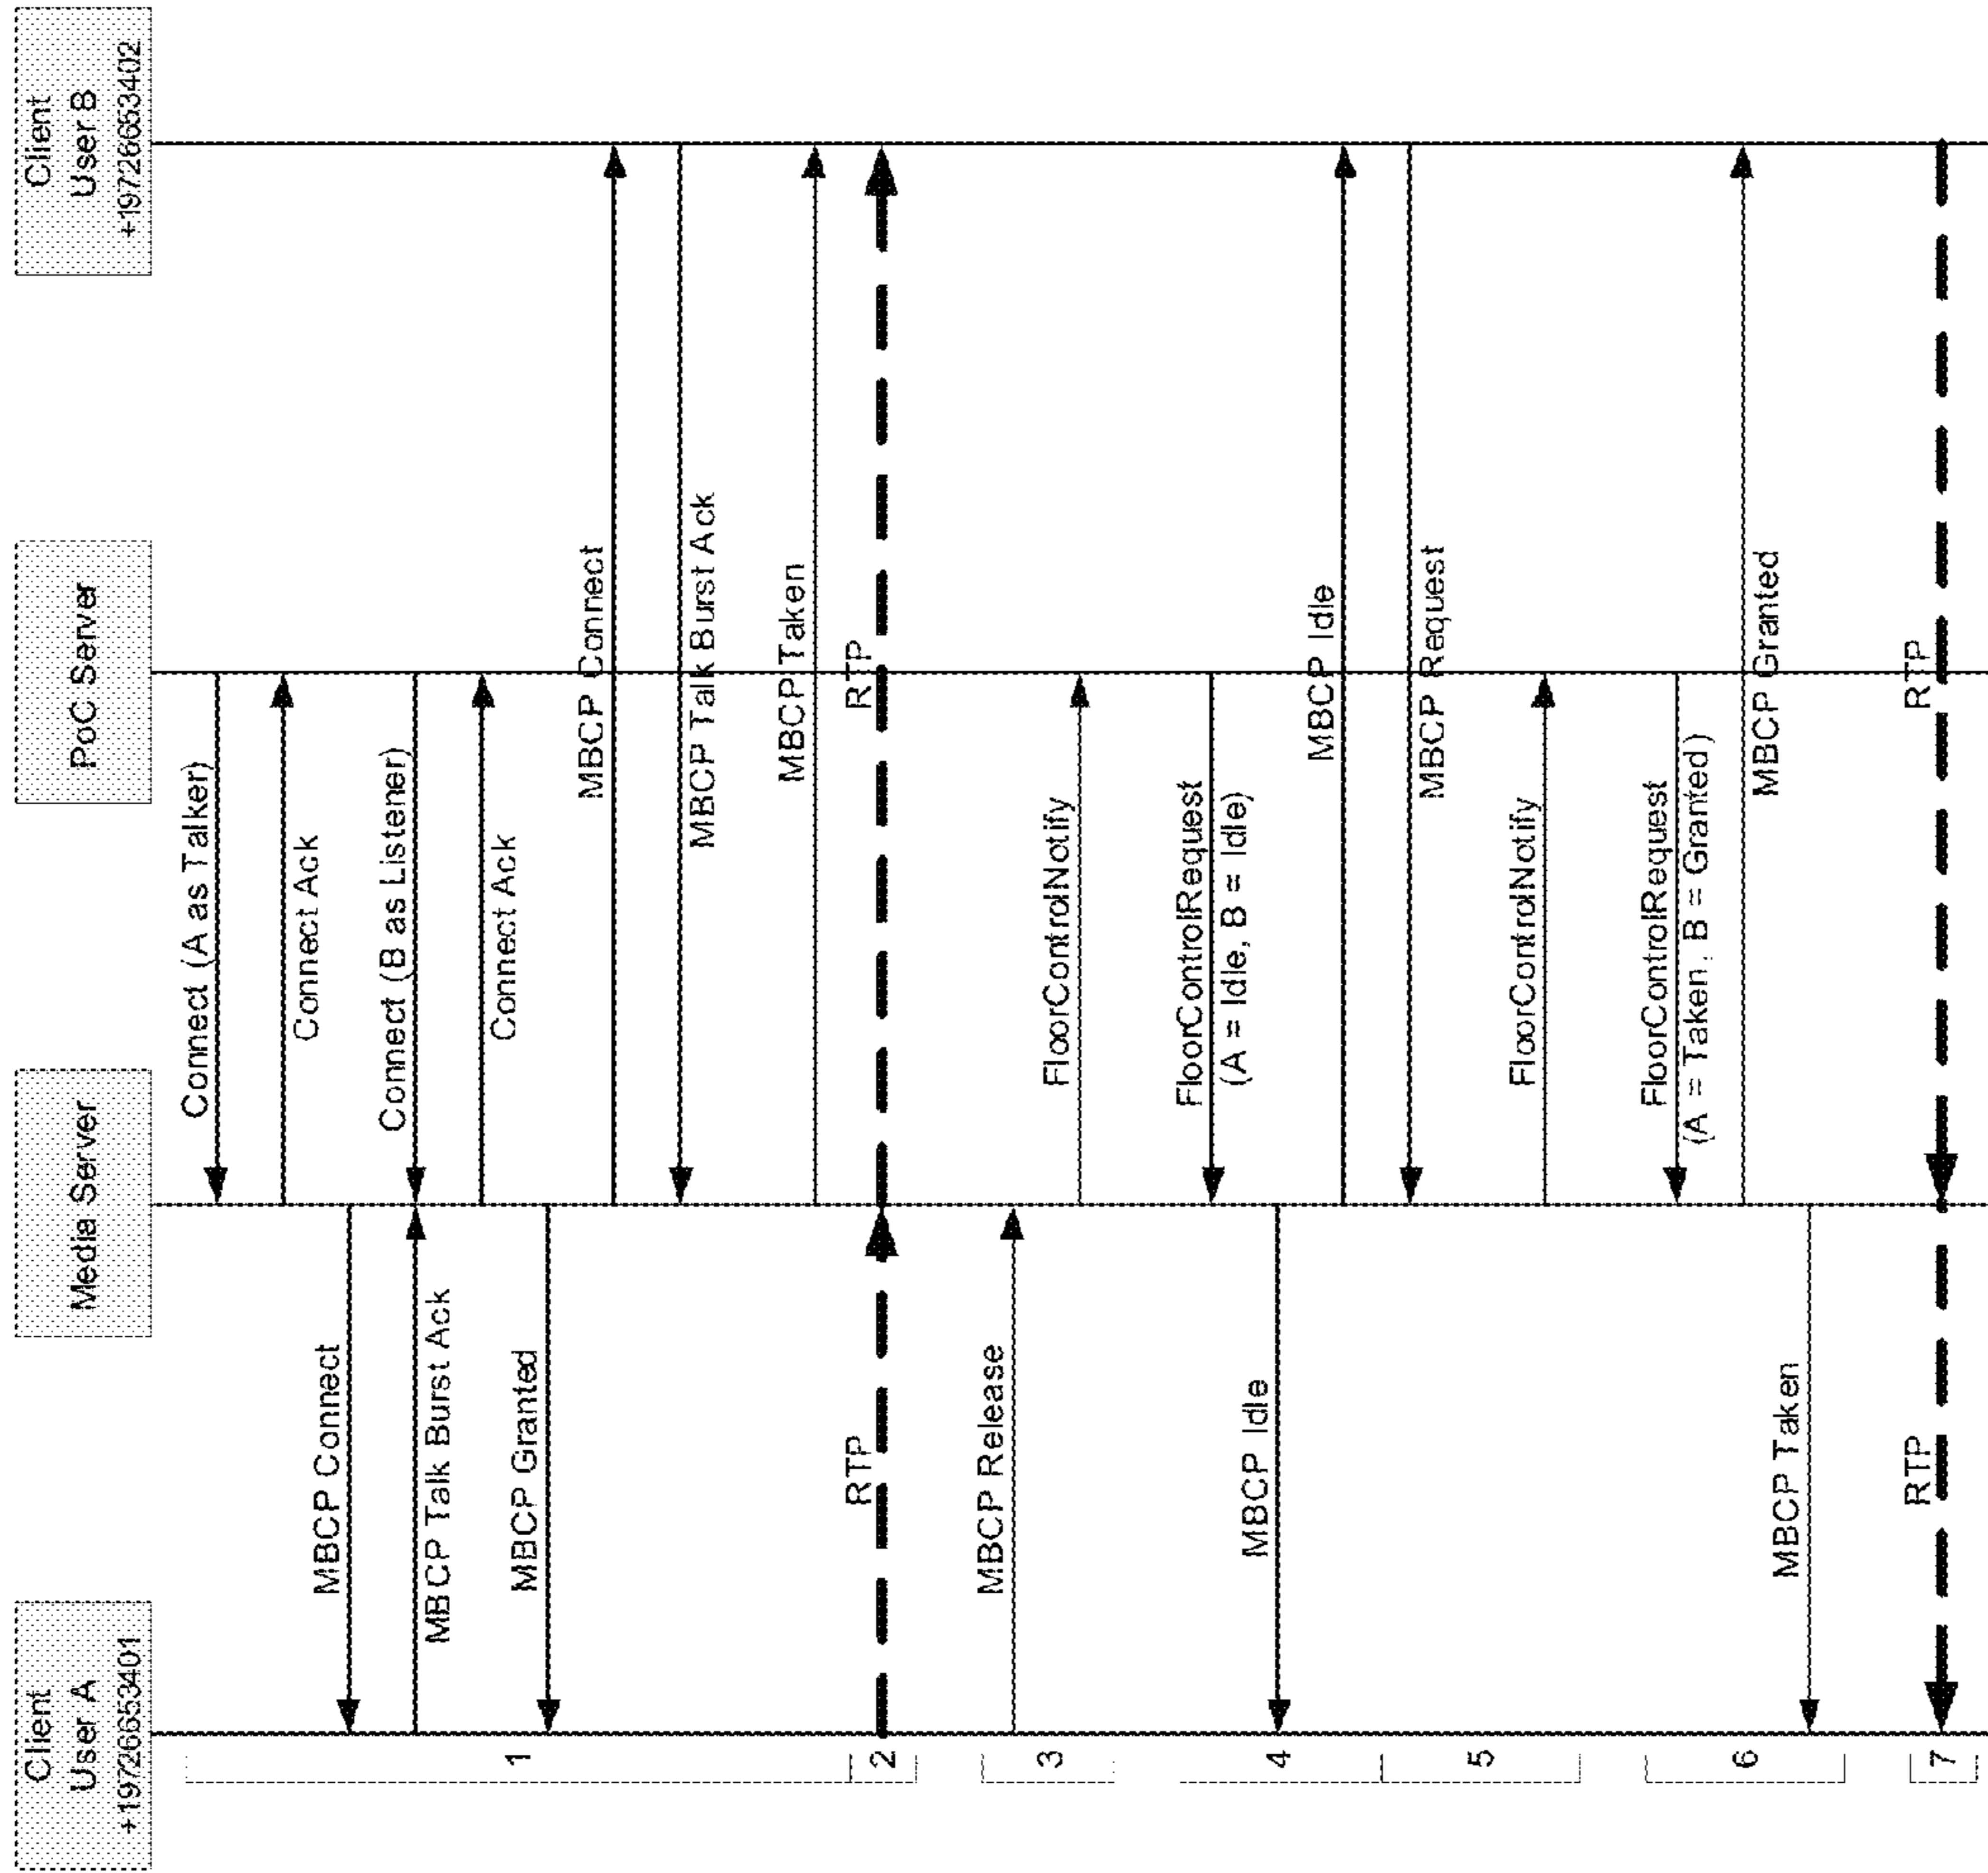 Client
User A
+19726653401
Media Server
PoC Server
Client
User B
+19726653402
Connect (A as Talker)
Connect Ack
MBCP Connect
Connect (B as Listener)
MBCP Talk Burst Ack
Connect Ack
1
MBCP Granted
MBCP Connect
MBCP Talk Burst Ack
MBCP Taken
2
RTP
RTP
MBCP Release
3
FloorControlNotify
FloorControlRequest
(A = Idle, B = Idle)
4
MBCP Idle
MBCP Idle
MBCP Request
5
FloorControlNotify
FloorControlRequest
(A = Taken, B = Granted)
6
MBCP Granted
MBCP Taken
7
RTP
RTP